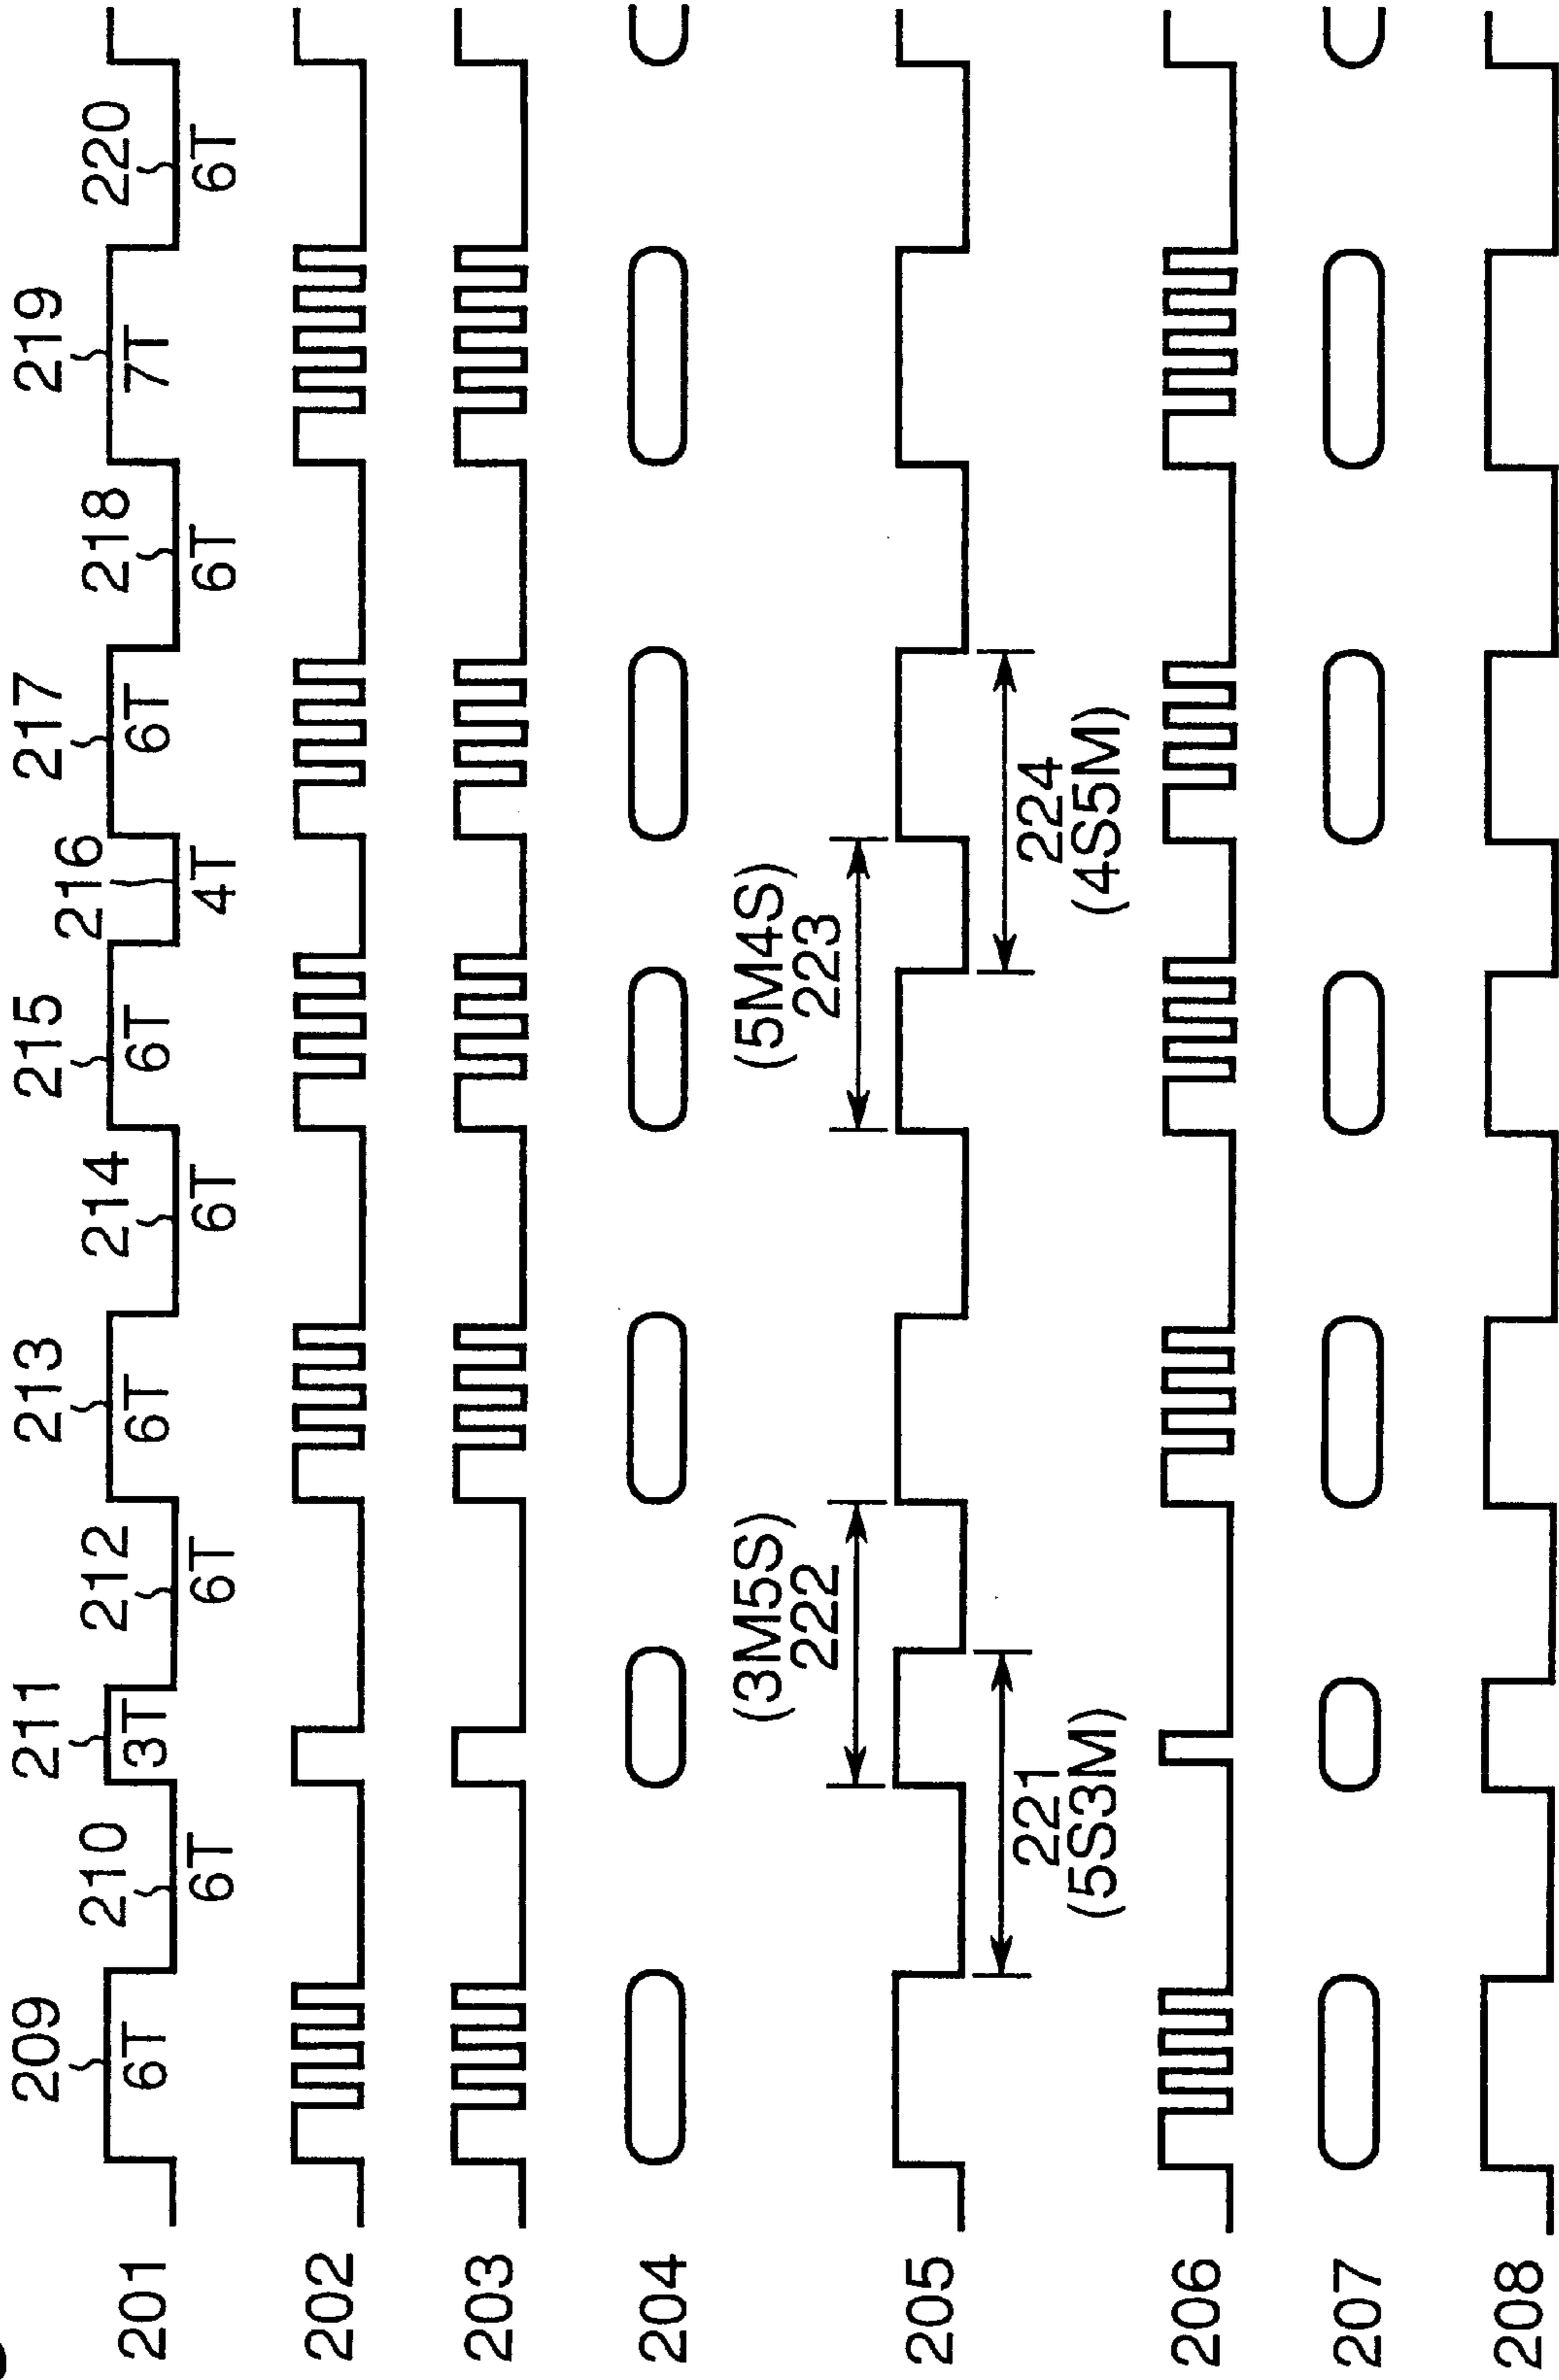 209 211 213 215 217 219
210 212 214 216 218 220
201 6T 3T 6T 6T 6T 7T
6T 6T 6T 4T 6T 6T
202
203
204
(3M5S) (5M4S)
222 223
205
221 224
(5S3M) (4S5M)
206
207
208